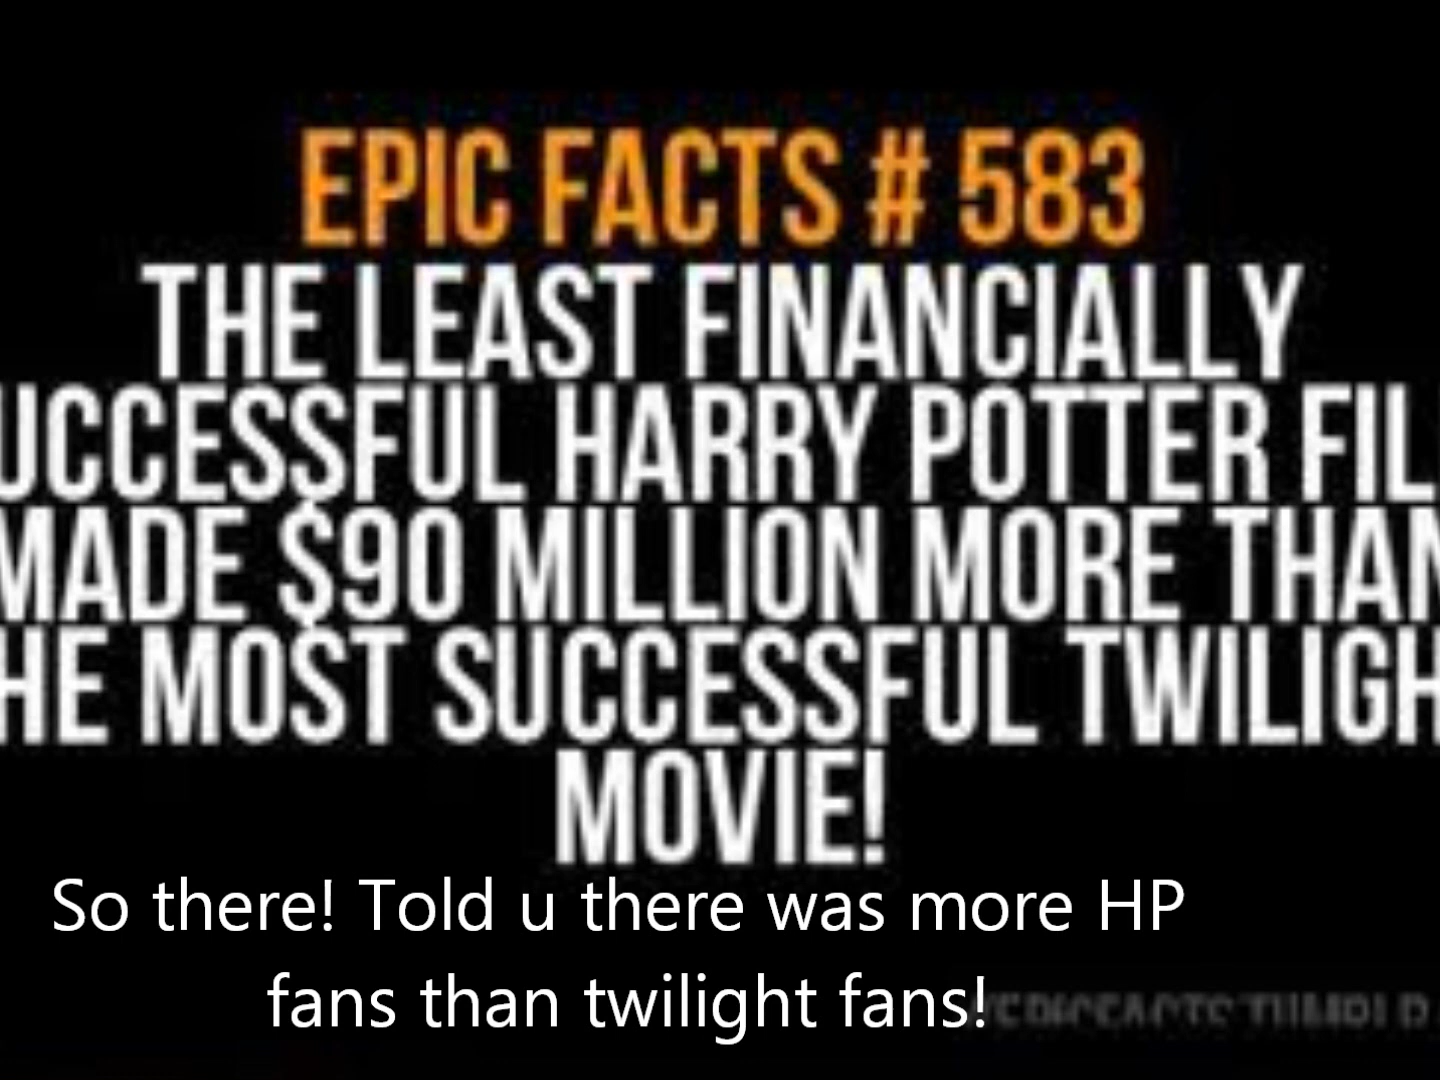 EPIC FACTS # 583
THE LEAST FINANCIALLY
UCCESSFUL HARRY POTTER FIL
MADE $90 MILLION MORE THAN
HE MOST SUCCESSFUL TWILIGH
MOVIE!
So there! Told u there was more HP
fans than twilight fans!